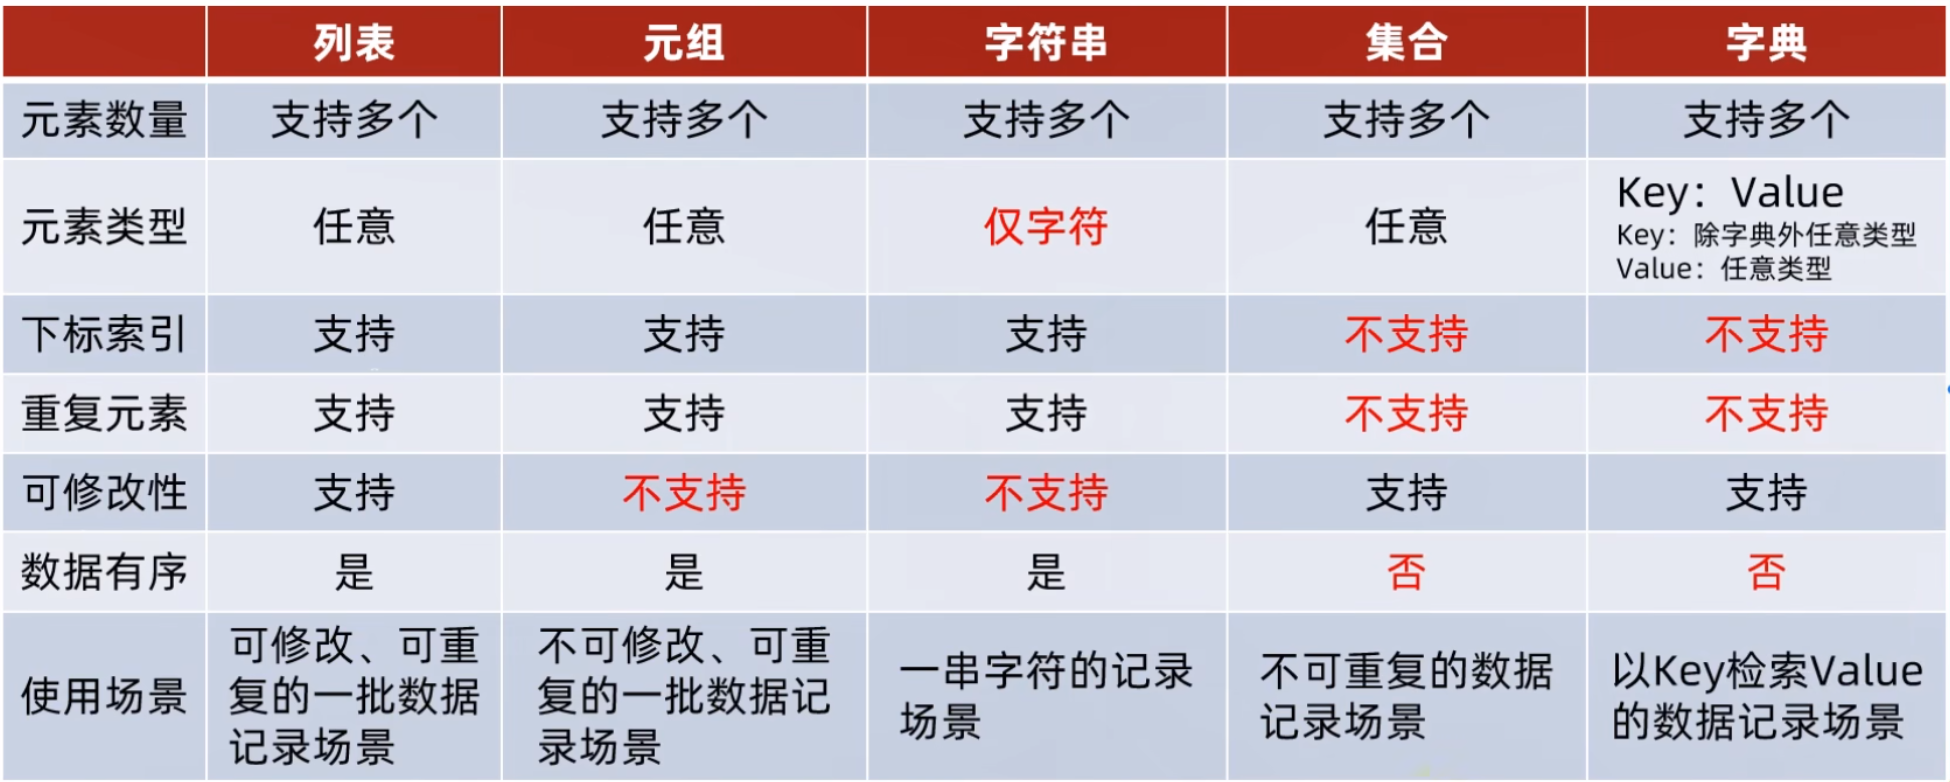 列表 元组 字符串 集合 字典
元素数量 支持多个 支持多个 支持多个 支持多个 支持多个
元素类型 任意 任意 仅字符 任意 Key：Value
Key：除字典外任意类型
Value：任意类型
下标索引 支持 支持 支持 不支持 不支持
重复元素 支持 支持 支持 不支持 不支持
可修改性 支持 不支持 不支持 支持 支持
数据有序 是 是 是 否 否
使用场景
可修改、可重
复的一批数据
记录场景
不可修改、可重
复的一批数据记
录场景
一串字符的记录
场景
不可重复的数据
记录场景
以Key检索Value
的数据记录场景